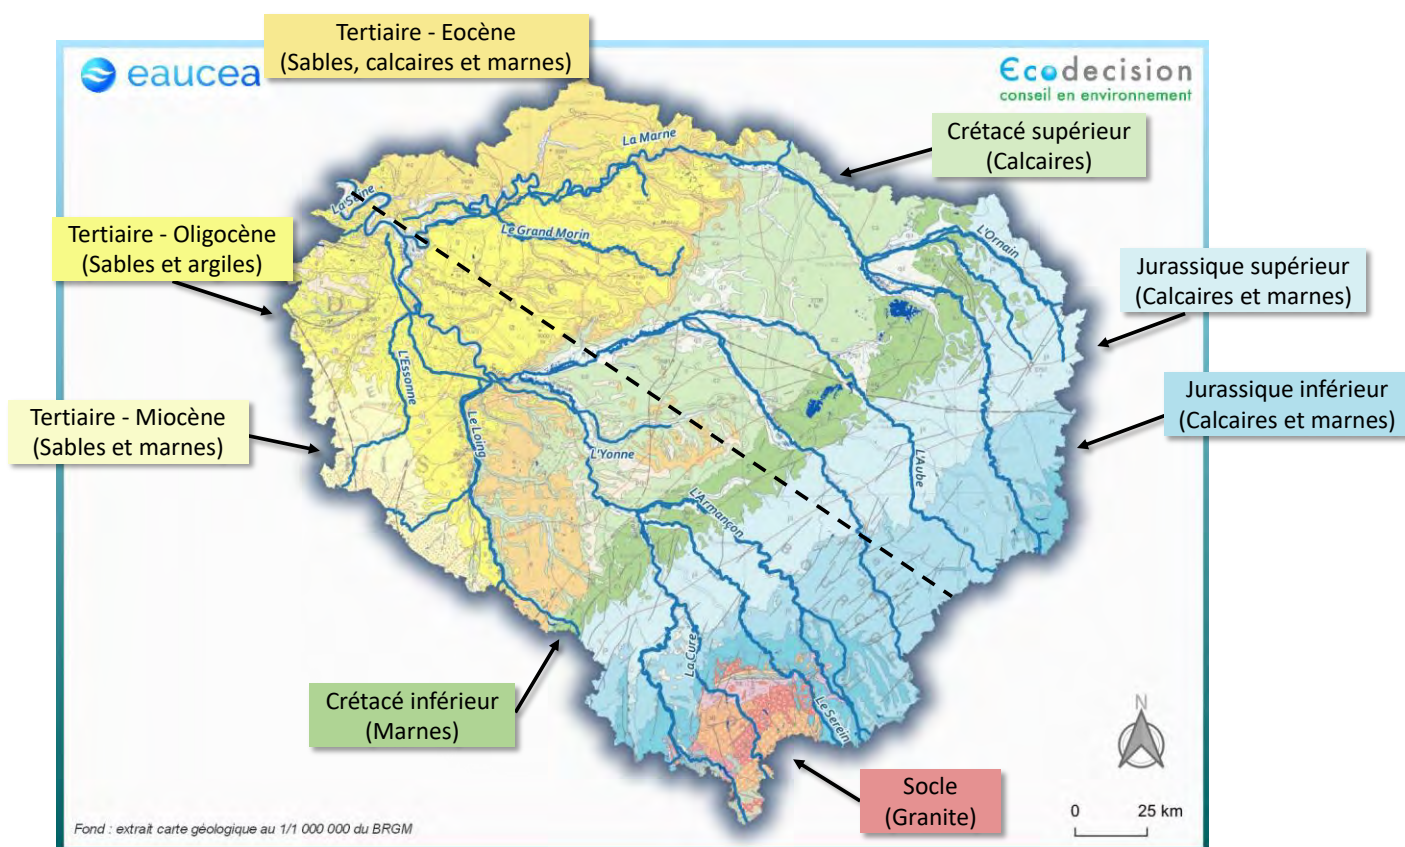 Tertiaire - Eocène
(Sables, calcaires et marnes)
eaucea
Ecodecision
conseil en environnement
Crétacé supérieur
(Calcaires)
La Marne
La Seine
Le Grand Morin
L'Ornain
Tertiaire - Oligocène
(Sables et argiles)
Jurassique supérieur
(Calcaires et marnes)
L'Essonne
Jurassique inférieur
(Calcaires et marnes)
Tertiaire - Miocène
(Sables et marnes)
Le Loing
L'Yonne
L'Aube
L'Armançon
La Cure
Le Serein
Crétacé inférieur
(Marnes)
Socle
(Granite)
N
0 25 km
Fond : extrait carte géologique au 1/1 000 000 du BRGM